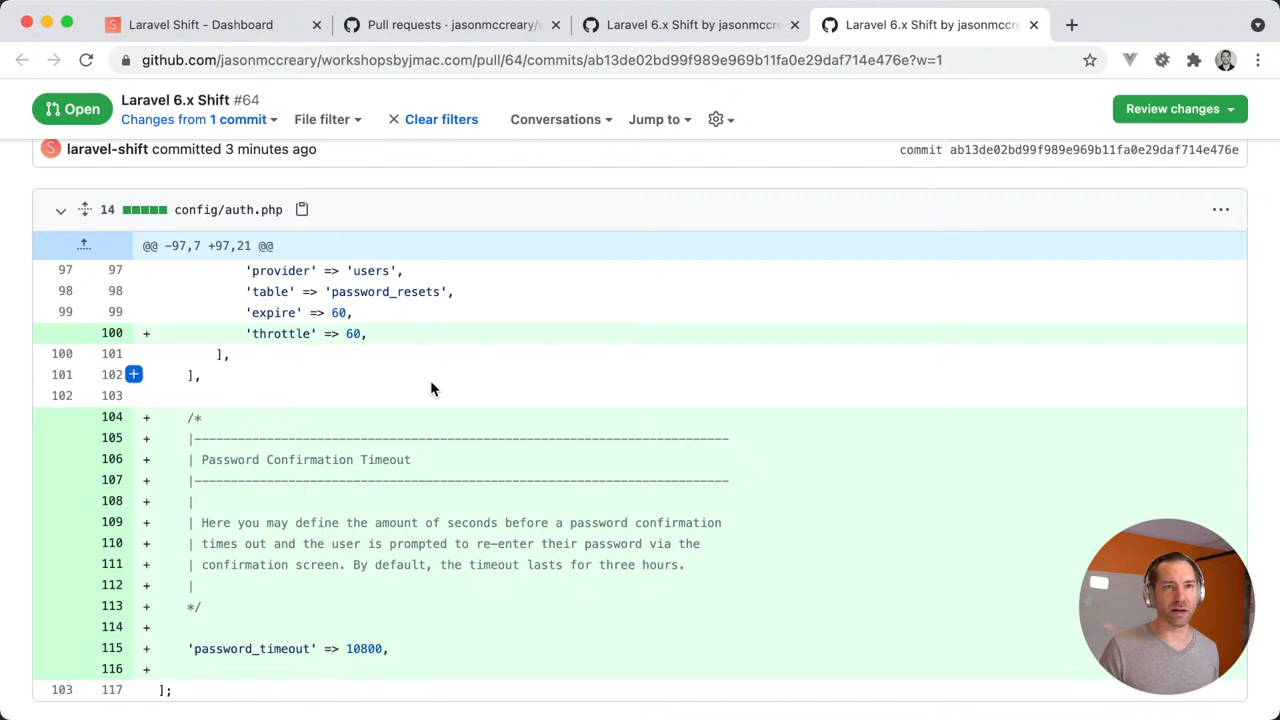 Laravel Shift - Dashboard
Pull requests · jasonmccreary/
Laravel 6.x Shift by jasonmccre
Laravel 6.x Shift by jasonmccr
github.com/jasonmccreary/workshopsbyjmac.com/pull/64/commits/ab13de02bd99f989e969b11fa0e29daf714e476e?w=1
Open
Laravel 6.x Shift #64
Changes from 1 commit
File filter
Clear filters
Conversations
Jump to
Review changes
laravel-shift committed 3 minutes ago
commit ab13de02bd99f989e969b11fa0e29daf714e476e
14 config/auth.php
@@ -97,7 +97,21 @@
97 97 'provider' => 'users',
98 98 'table' => 'password_resets',
99 99 'expire' => 60,
100 + 'throttle' => 60,
100 101 ],
101 102 + ],
102 103
104 + /*
105 + |--------------------------------------------------------------------------
106 + | Password Confirmation Timeout
107 + |--------------------------------------------------------------------------
108 + |
109 + | Here you may define the amount of seconds before a password confirmation
110 + | times out and the user is prompted to re-enter their password via the
111 + | confirmation screen. By default, the timeout lasts for three hours.
112 + |
113 + */
114 +
115 + 'password_timeout' => 10800,
116 +
103 117 ];